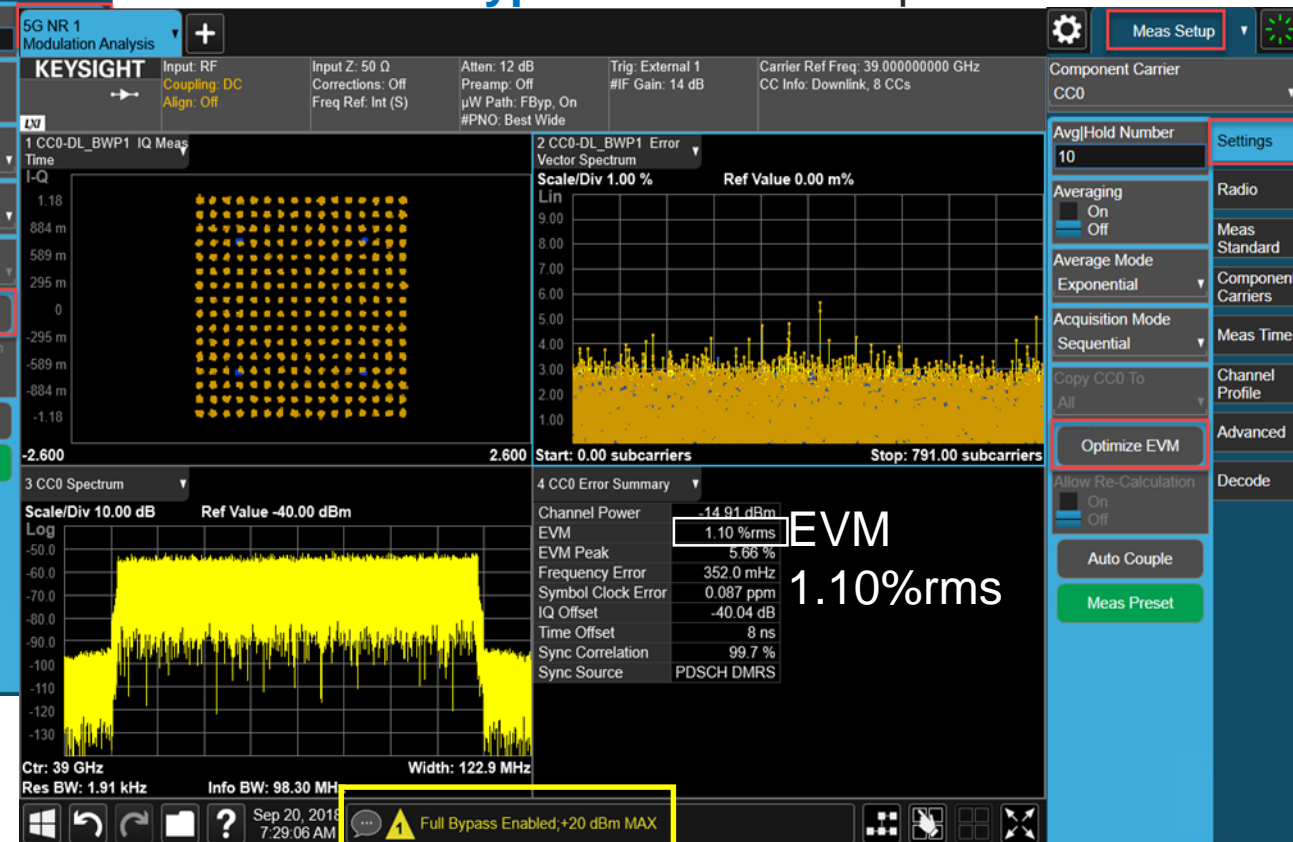 yp
5G NR 1
Modulation Analysis
+
Meas Setup
KEYSIGHT
LXI
Input: RF
Coupling: DC
Align: Off
Input Z: 50 Ω
Corrections: Off
Freq Ref: Int (S)
Atten: 12 dB
Preamp: Off
µW Path: FByp, On
#PNO: Best Wide
Trig: External 1
#IF Gain: 14 dB
Carrier Ref Freq: 39.000000000 GHz
CC Info: Downlink, 8 CCs
1 CC0-DL_BWP1 IQ Meas
Time
I-Q
1.18
884 m
589 m
295 m
0
-295 m
-589 m
-884 m
-1.18
-2.600
2.600
2 CC0-DL_BWP1 Error
Vector Spectrum
Scale/Div 1.00 %
Ref Value 0.00 m%
Lin
9.00
8.00
7.00
6.00
5.00
4.00
3.00
2.00
1.00
Start: 0.00 subcarriers
Stop: 791.00 subcarriers
3 CC0 Spectrum
Scale/Div 10.00 dB
Ref Value -40.00 dBm
Log
-50.0
-60.0
-70.0
-80.0
-90.0
-100
-110
-120
-130
Ctr: 39 GHz
Width: 122.9 MHz
Res BW: 1.91 kHz
Info BW: 98.30 MHz
4 CC0 Error Summary
Channel Power -14.91 dBm
EVM 1.10 %rms
EVM Peak 5.66 %
Frequency Error 352.0 mHz
Symbol Clock Error 0.087 ppm
IQ Offset -40.04 dB
Time Offset 8 ns
Sync Correlation 99.7 %
Sync Source PDSCH DMRS
EVM
1.10%rms
?
Sep 20, 2018
7:29:06 AM
1
Full Bypass Enabled;+20 dBm MAX
Component Carrier
CC0
Avg|Hold Number
10
Averaging
On
Off
Average Mode
Exponential
Acquisition Mode
Sequential
Copy CC0 To
All
Optimize EVM
Allow Re-Calculation
On
Off
Auto Couple
Meas Preset
Settings
Radio
Meas
Standard
Component
Carriers
Meas Time
Channel
Profile
Advanced
Decode